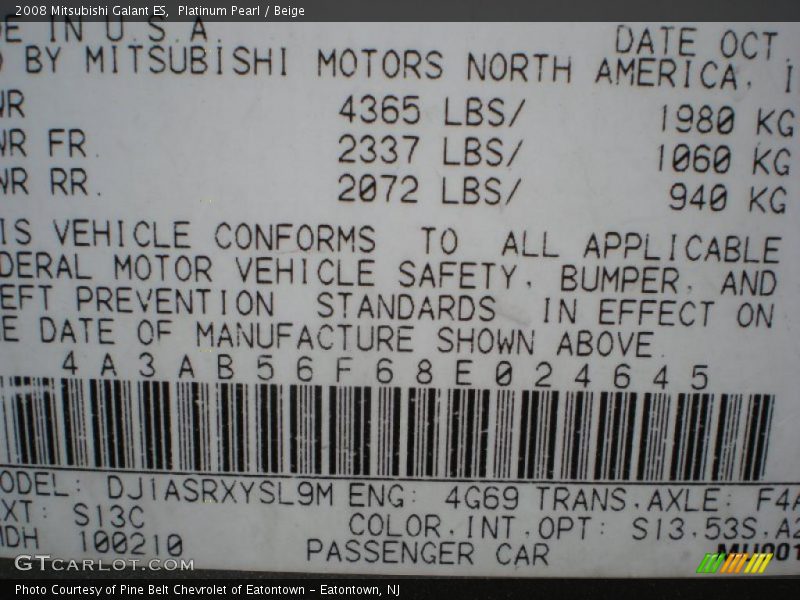 2008 Mitsubishi Galant ES, Platinum Pearl / Beige
E IN U.S.A. DATE OCT.
BY MITSUBISHI MOTORS NORTH AMERICA, I
WR 4365 LBS/ 1980 KG
WR FR. 2337 LBS/ 1060 KG
WR RR. 2072 LBS/ 940 KG
IS VEHICLE CONFORMS TO ALL APPLICABLE
DERAL MOTOR VEHICLE SAFETY, BUMPER, AND
EFT PREVENTION STANDARDS IN EFFECT ON
E DATE OF MANUFACTURE SHOWN ABOVE.
4A3AB56F68E024645
ODEL: DJ1ASRXYSL9M ENG: 4G69 TRANS.AXLE: F4A
XT: S13C COLOR.INT.OPT: S13.53S.A2
MDH 100210 PASSENGER CAR
MU001
GTCARLOT.COM
Photo Courtesy of Pine Belt Chevrolet of Eatontown – Eatontown, NJ